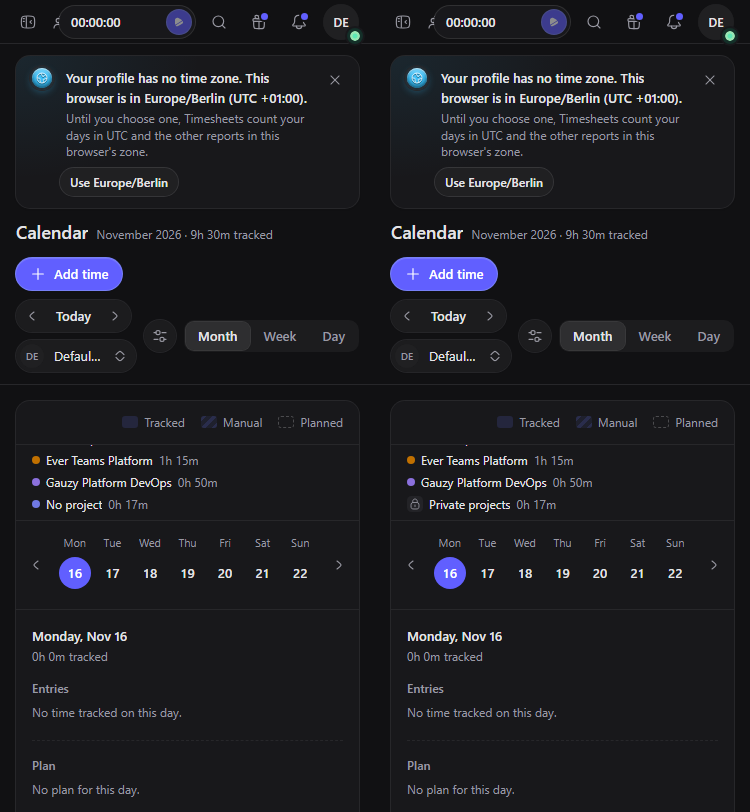 00:00:00
DE
Your profile has no time zone. This
browser is in Europe/Berlin (UTC +01:00).
Until you choose one, Timesheets count your
days in UTC and the other reports in this
browser's zone.
Use Europe/Berlin
Calendar November 2026 · 9h 30m tracked
Add time
Today
DE Defaul...
Month Week Day
Tracked Manual Planned
Ever Teams Platform 1h 15m
Gauzy Platform DevOps 0h 50m
No project 0h 17m
Mon Tue Wed Thu Fri Sat Sun
16 17 18 19 20 21 22
Monday, Nov 16
0h 0m tracked
Entries
No time tracked on this day.
Plan
No plan for this day.
00:00:00
DE
Your profile has no time zone. This
browser is in Europe/Berlin (UTC +01:00).
Until you choose one, Timesheets count your
days in UTC and the other reports in this
browser's zone.
Use Europe/Berlin
Calendar November 2026 · 9h 30m tracked
Add time
Today
DE Defaul...
Month Week Day
Tracked Manual Planned
Ever Teams Platform 1h 15m
Gauzy Platform DevOps 0h 50m
Private projects 0h 17m
Mon Tue Wed Thu Fri Sat Sun
16 17 18 19 20 21 22
Monday, Nov 16
0h 0m tracked
Entries
No time tracked on this day.
Plan
No plan for this day.